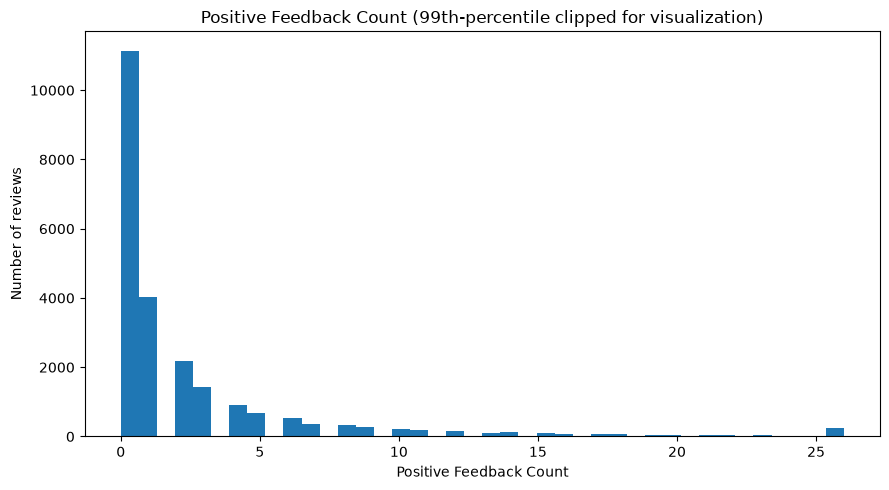 Positive Feedback Count (99th-percentile clipped for visualization)
Number of reviews
10000
8000
6000
4000
2000
0
0 5 10 15 20 25
Positive Feedback Count